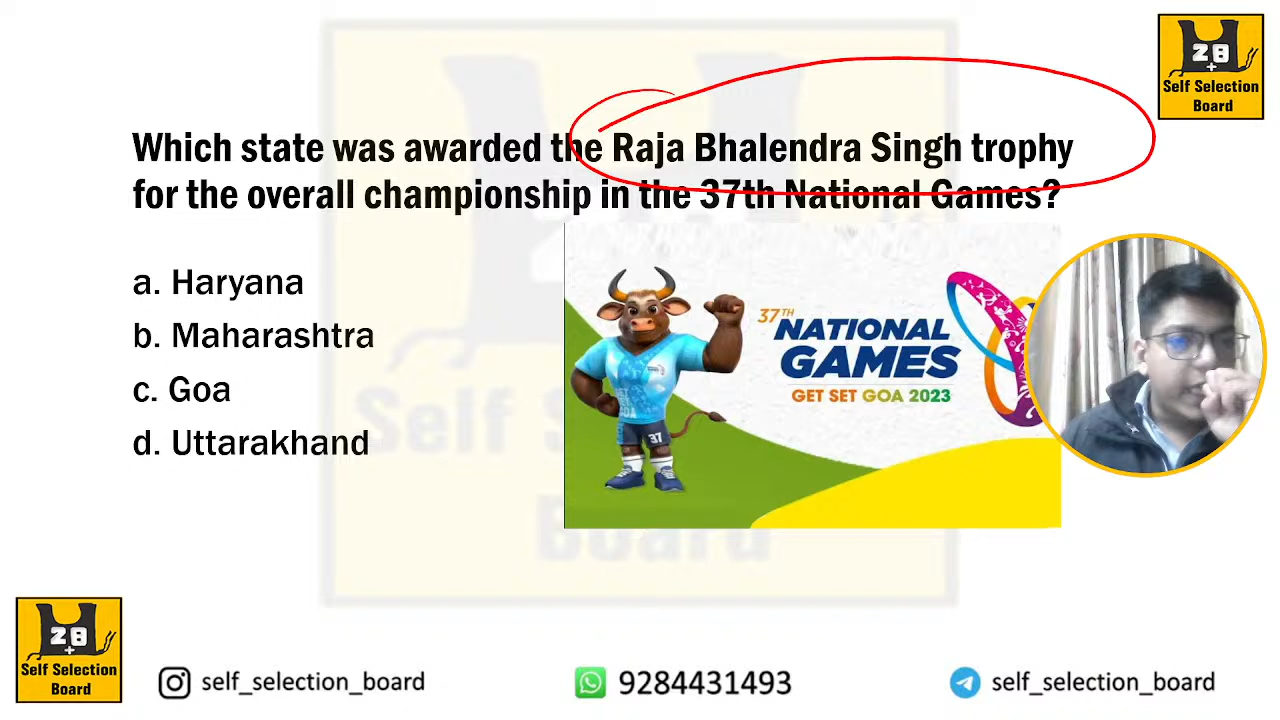 28
+
Self Selection
Board
Which state was awarded the Raja Bhalendra Singh trophy
for the overall championship in the 37th National Games?
a. Haryana
b. Maharashtra
c. Goa
d. Uttarakhand
37TH
NATIONAL
GAMES
GET SET GOA 2023
37
Self S
Board
28
+
Self Selection
Board
self_selection_board
9284431493
self_selection_board